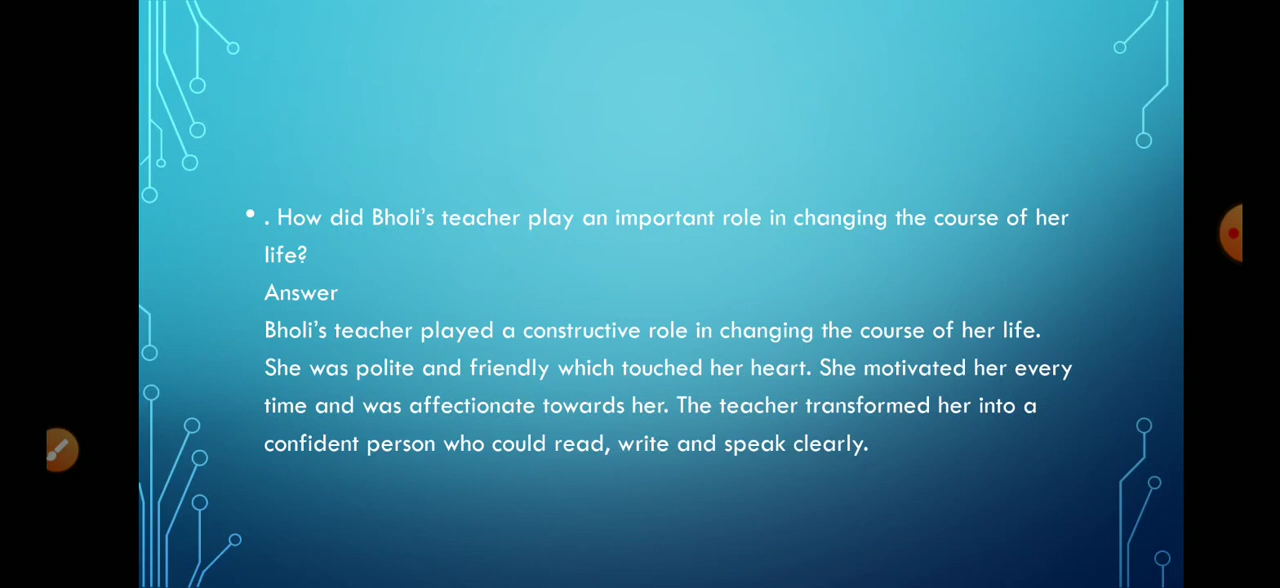 • . How did Bholi's teacher play an important role in changing the course of her
life?
Answer
Bholi's teacher played a constructive role in changing the course of her life.
She was polite and friendly which touched her heart. She motivated her every
time and was affectionate towards her. The teacher transformed her into a
confident person who could read, write and speak clearly.